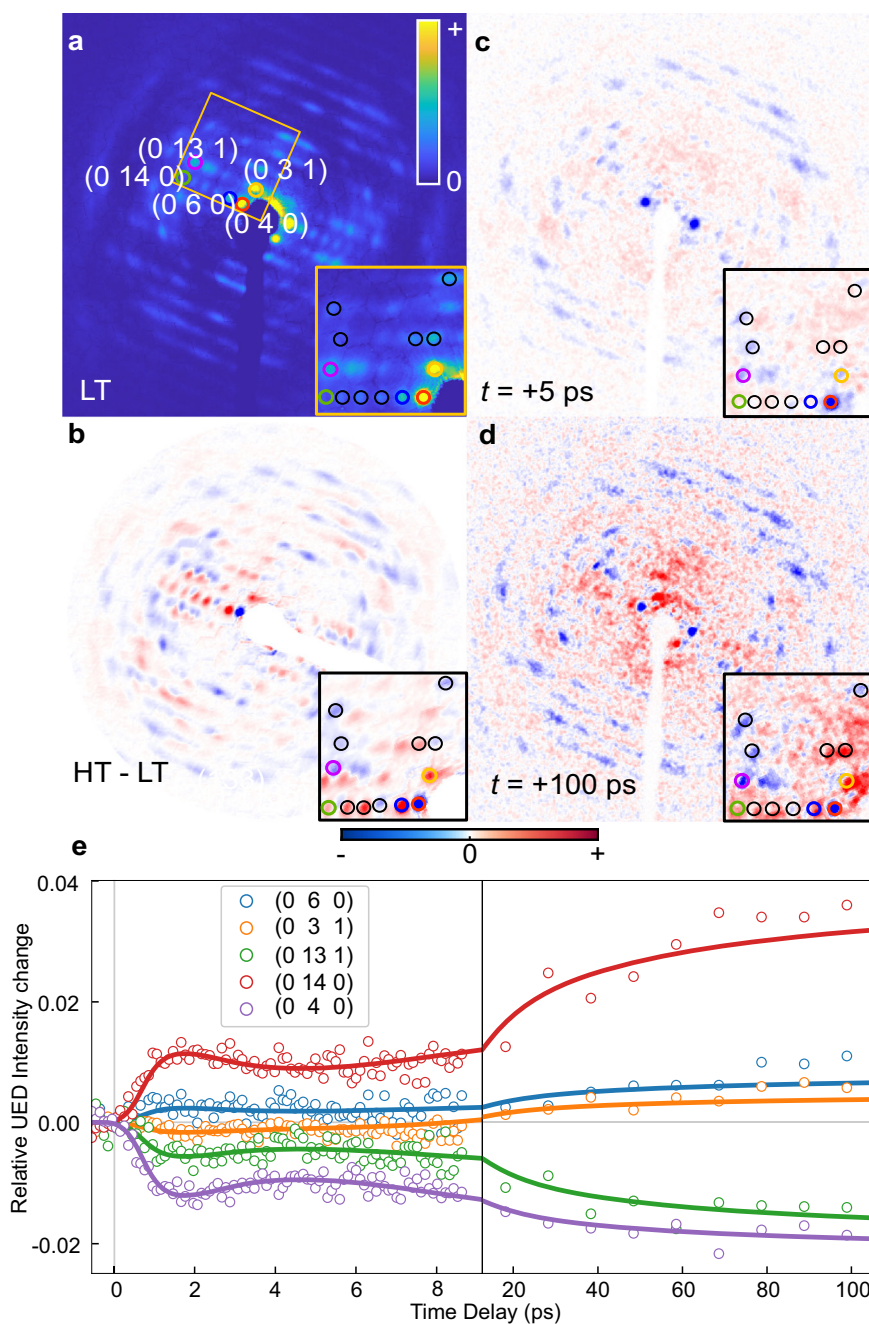 a
+
0
(0 13 1)
(0 3 1)
(0 14 0)
(0 6 0)
(0 4 0)
LT
c
t = +5 ps
b
HT - LT
d
t = +100 ps
-
0
+
e
0.04
0.02
0.00
-0.02
Relative UED Intensity change
(0 6 0)
(0 3 1)
(0 13 1)
(0 14 0)
(0 4 0)
0 2 4 6 8 20 40 60 80 100
Time Delay (ps)